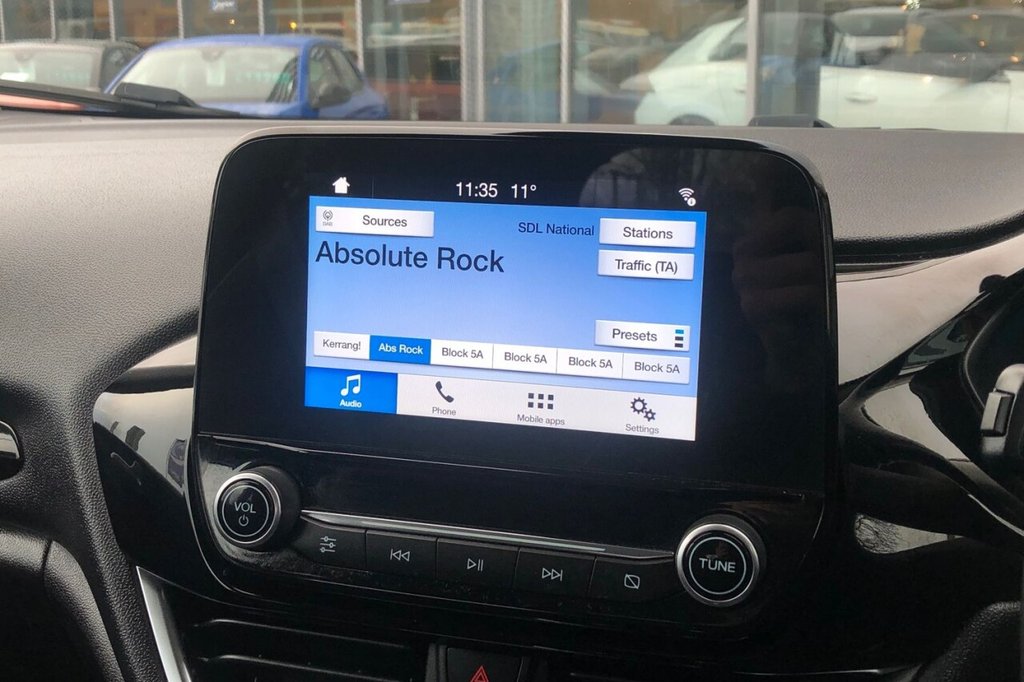 11:35 11°
DAB Sources
SDL National Stations
Absolute Rock
Traffic (TA)
Presets
Kerrang! Abs Rock Block 5A Block 5A Block 5A Block 5A
Audio Phone Mobile apps Settings
VOL
TUNE